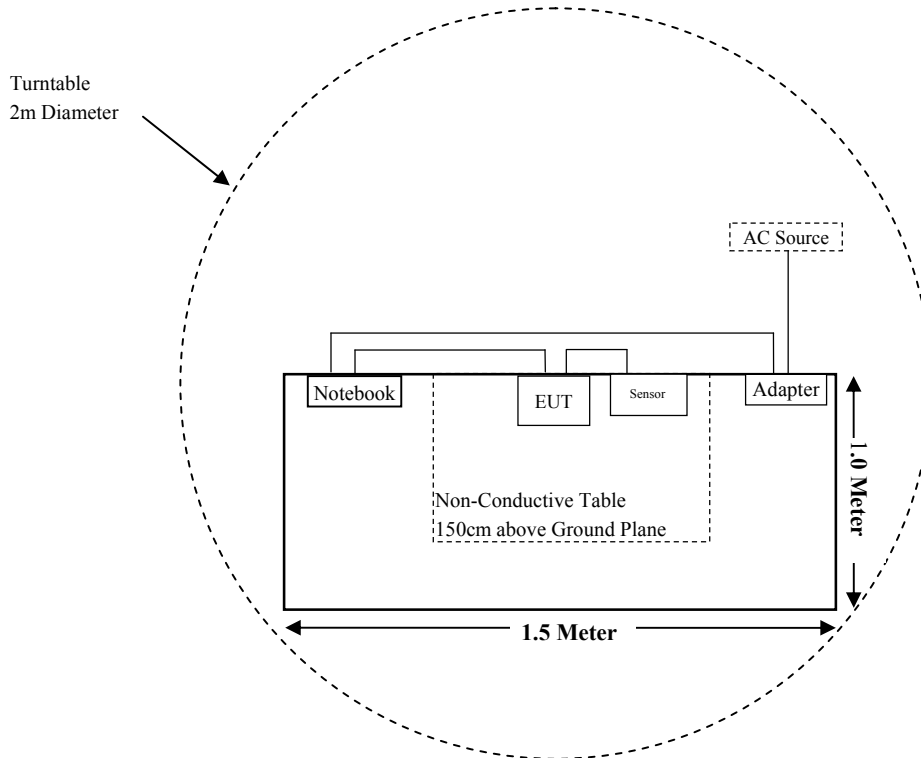 Turntable
2m Diameter
AC Source
Notebook
EUT
Sensor
Adapter
1.0 Meter
Non-Conductive Table
150cm above Ground Plane
1.5 Meter